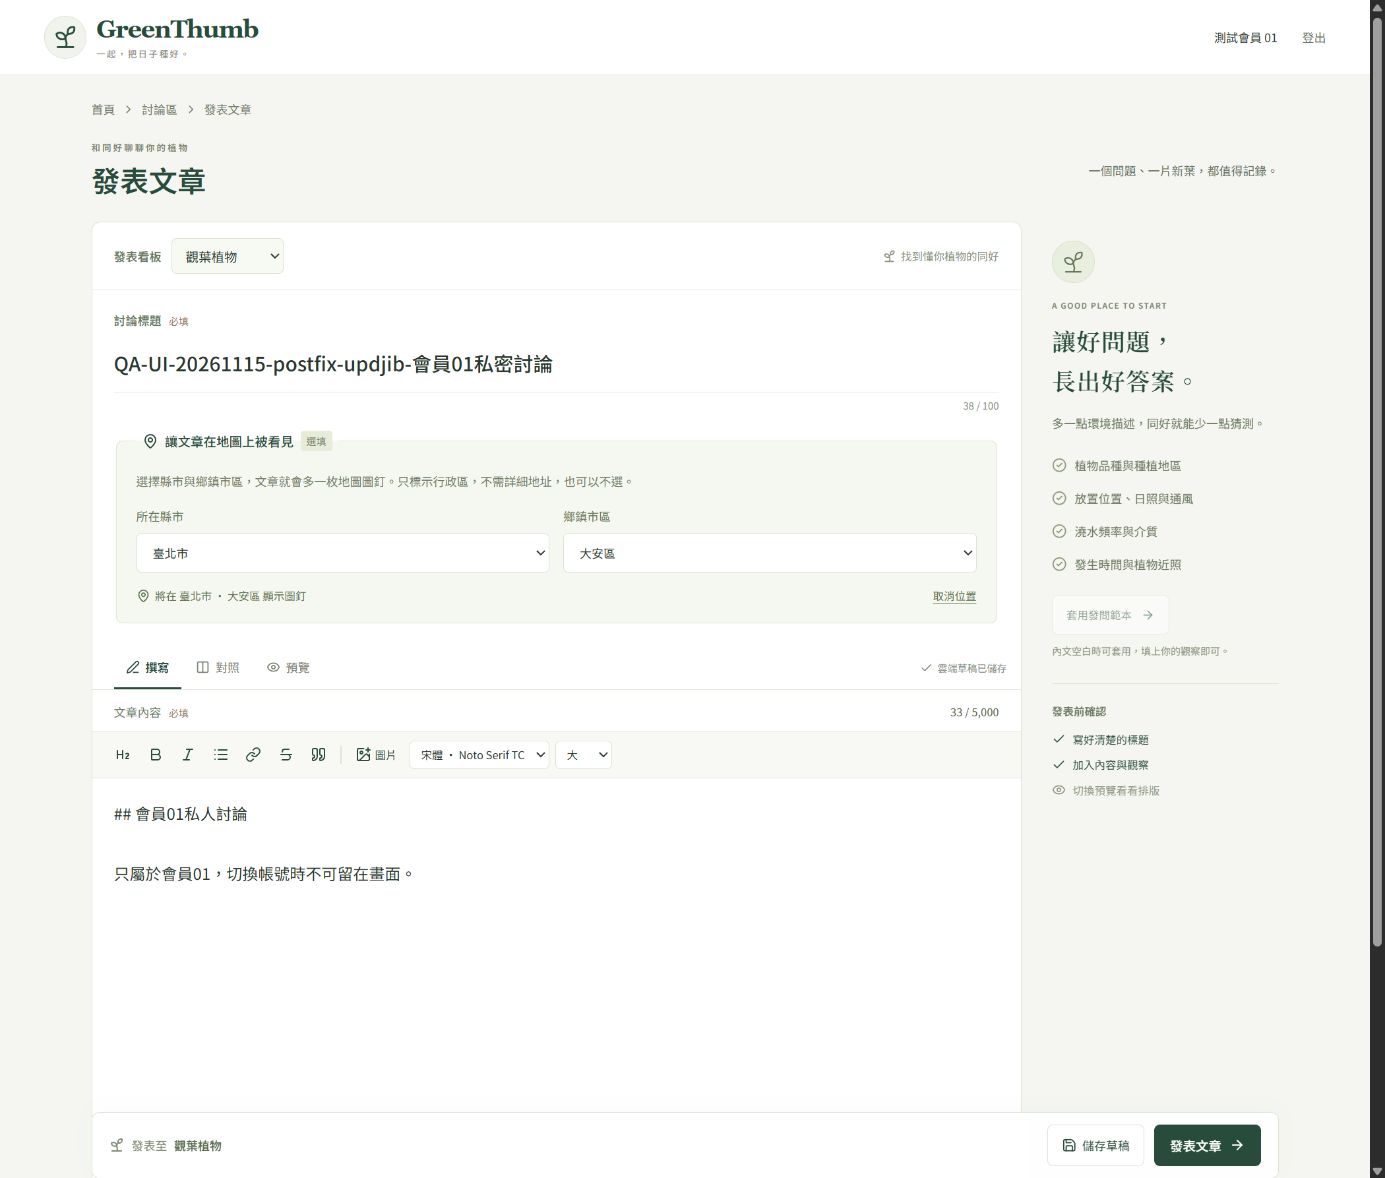 GreenThumb
一起，把日子種好。
測試會員 01
登出
首頁 > 討論區 > 發表文章
和同好聊聊你的植物
發表文章
一個問題、一片新葉，都值得記錄。
發表看板
觀葉植物
找到懂你植物的同好
討論標題 必填
QA-UI-20261115-postfix-updjib-會員01私密討論
38 / 100
讓文章在地圖上被看見 選填
選擇縣市與鄉鎮市區，文章就會多一枚地圖圖釘。只標示行政區，不需詳細地址，也可以不選。
所在縣市
鄉鎮市區
臺北市
大安區
將在 臺北市 · 大安區 顯示圖釘
取消位置
撰寫
對照
預覽
雲端草稿已儲存
文章內容 必填
33 / 5,000
H2
圖片
宋體 · Noto Serif TC
大
## 會員01私人討論
只屬於會員01，切換帳號時不可留在畫面。
A GOOD PLACE TO START
讓好問題，
長出好答案。
多一點環境描述，同好就能少一點猜測。
植物品種與種植地區
放置位置、日照與通風
澆水頻率與介質
發生時間與植物近照
套用發問範本
內文空白時可套用，填上你的觀察即可。
發表前確認
寫好清楚的標題
加入內容與觀察
切換預覽看看排版
發表至 觀葉植物
儲存草稿
發表文章